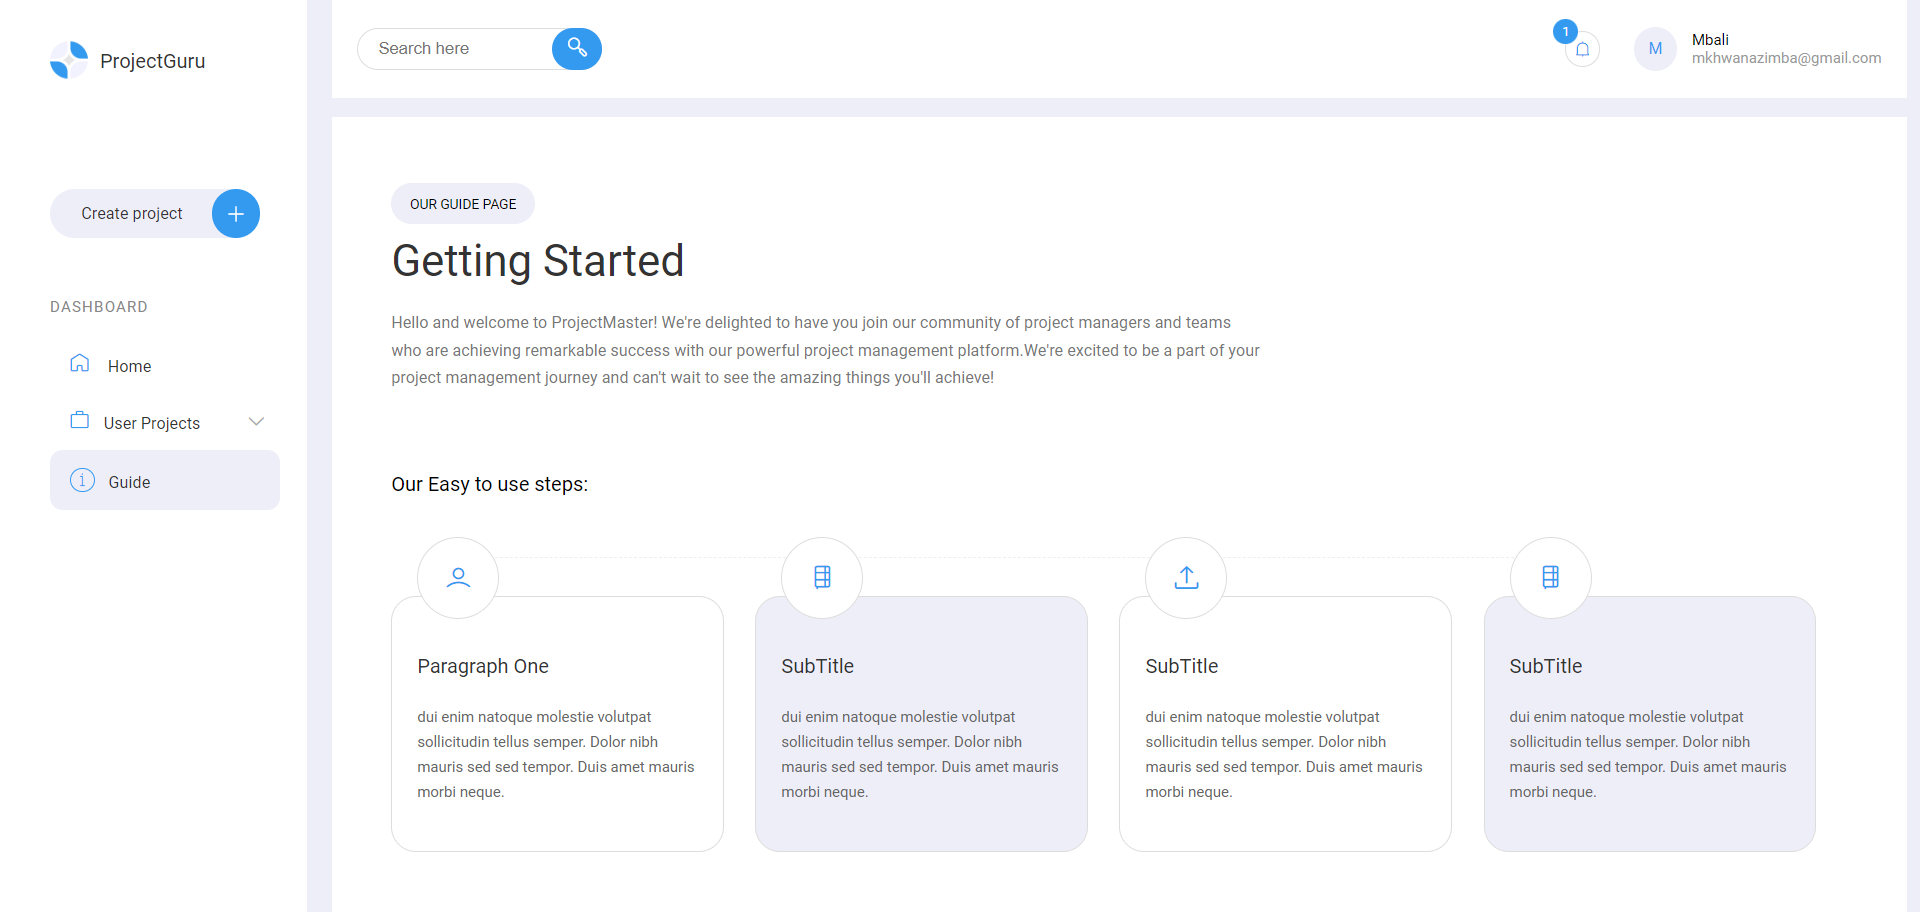 ProjectGuru
Create project
DASHBOARD
Home
User Projects
Guide
Search here
1
M
Mbali
mkhwanazimba@gmail.com
OUR GUIDE PAGE
Getting Started
Hello and welcome to ProjectMaster! We're delighted to have you join our community of project managers and teams
who are achieving remarkable success with our powerful project management platform.We're excited to be a part of your
project management journey and can't wait to see the amazing things you'll achieve!
Our Easy to use steps:
Paragraph One
dui enim natoque molestie volutpat
sollicitudin tellus semper. Dolor nibh
mauris sed sed tempor. Duis amet mauris
morbi neque.
SubTitle
dui enim natoque molestie volutpat
sollicitudin tellus semper. Dolor nibh
mauris sed sed tempor. Duis amet mauris
morbi neque.
SubTitle
dui enim natoque molestie volutpat
sollicitudin tellus semper. Dolor nibh
mauris sed sed tempor. Duis amet mauris
morbi neque.
SubTitle
dui enim natoque molestie volutpat
sollicitudin tellus semper. Dolor nibh
mauris sed sed tempor. Duis amet mauris
morbi neque.